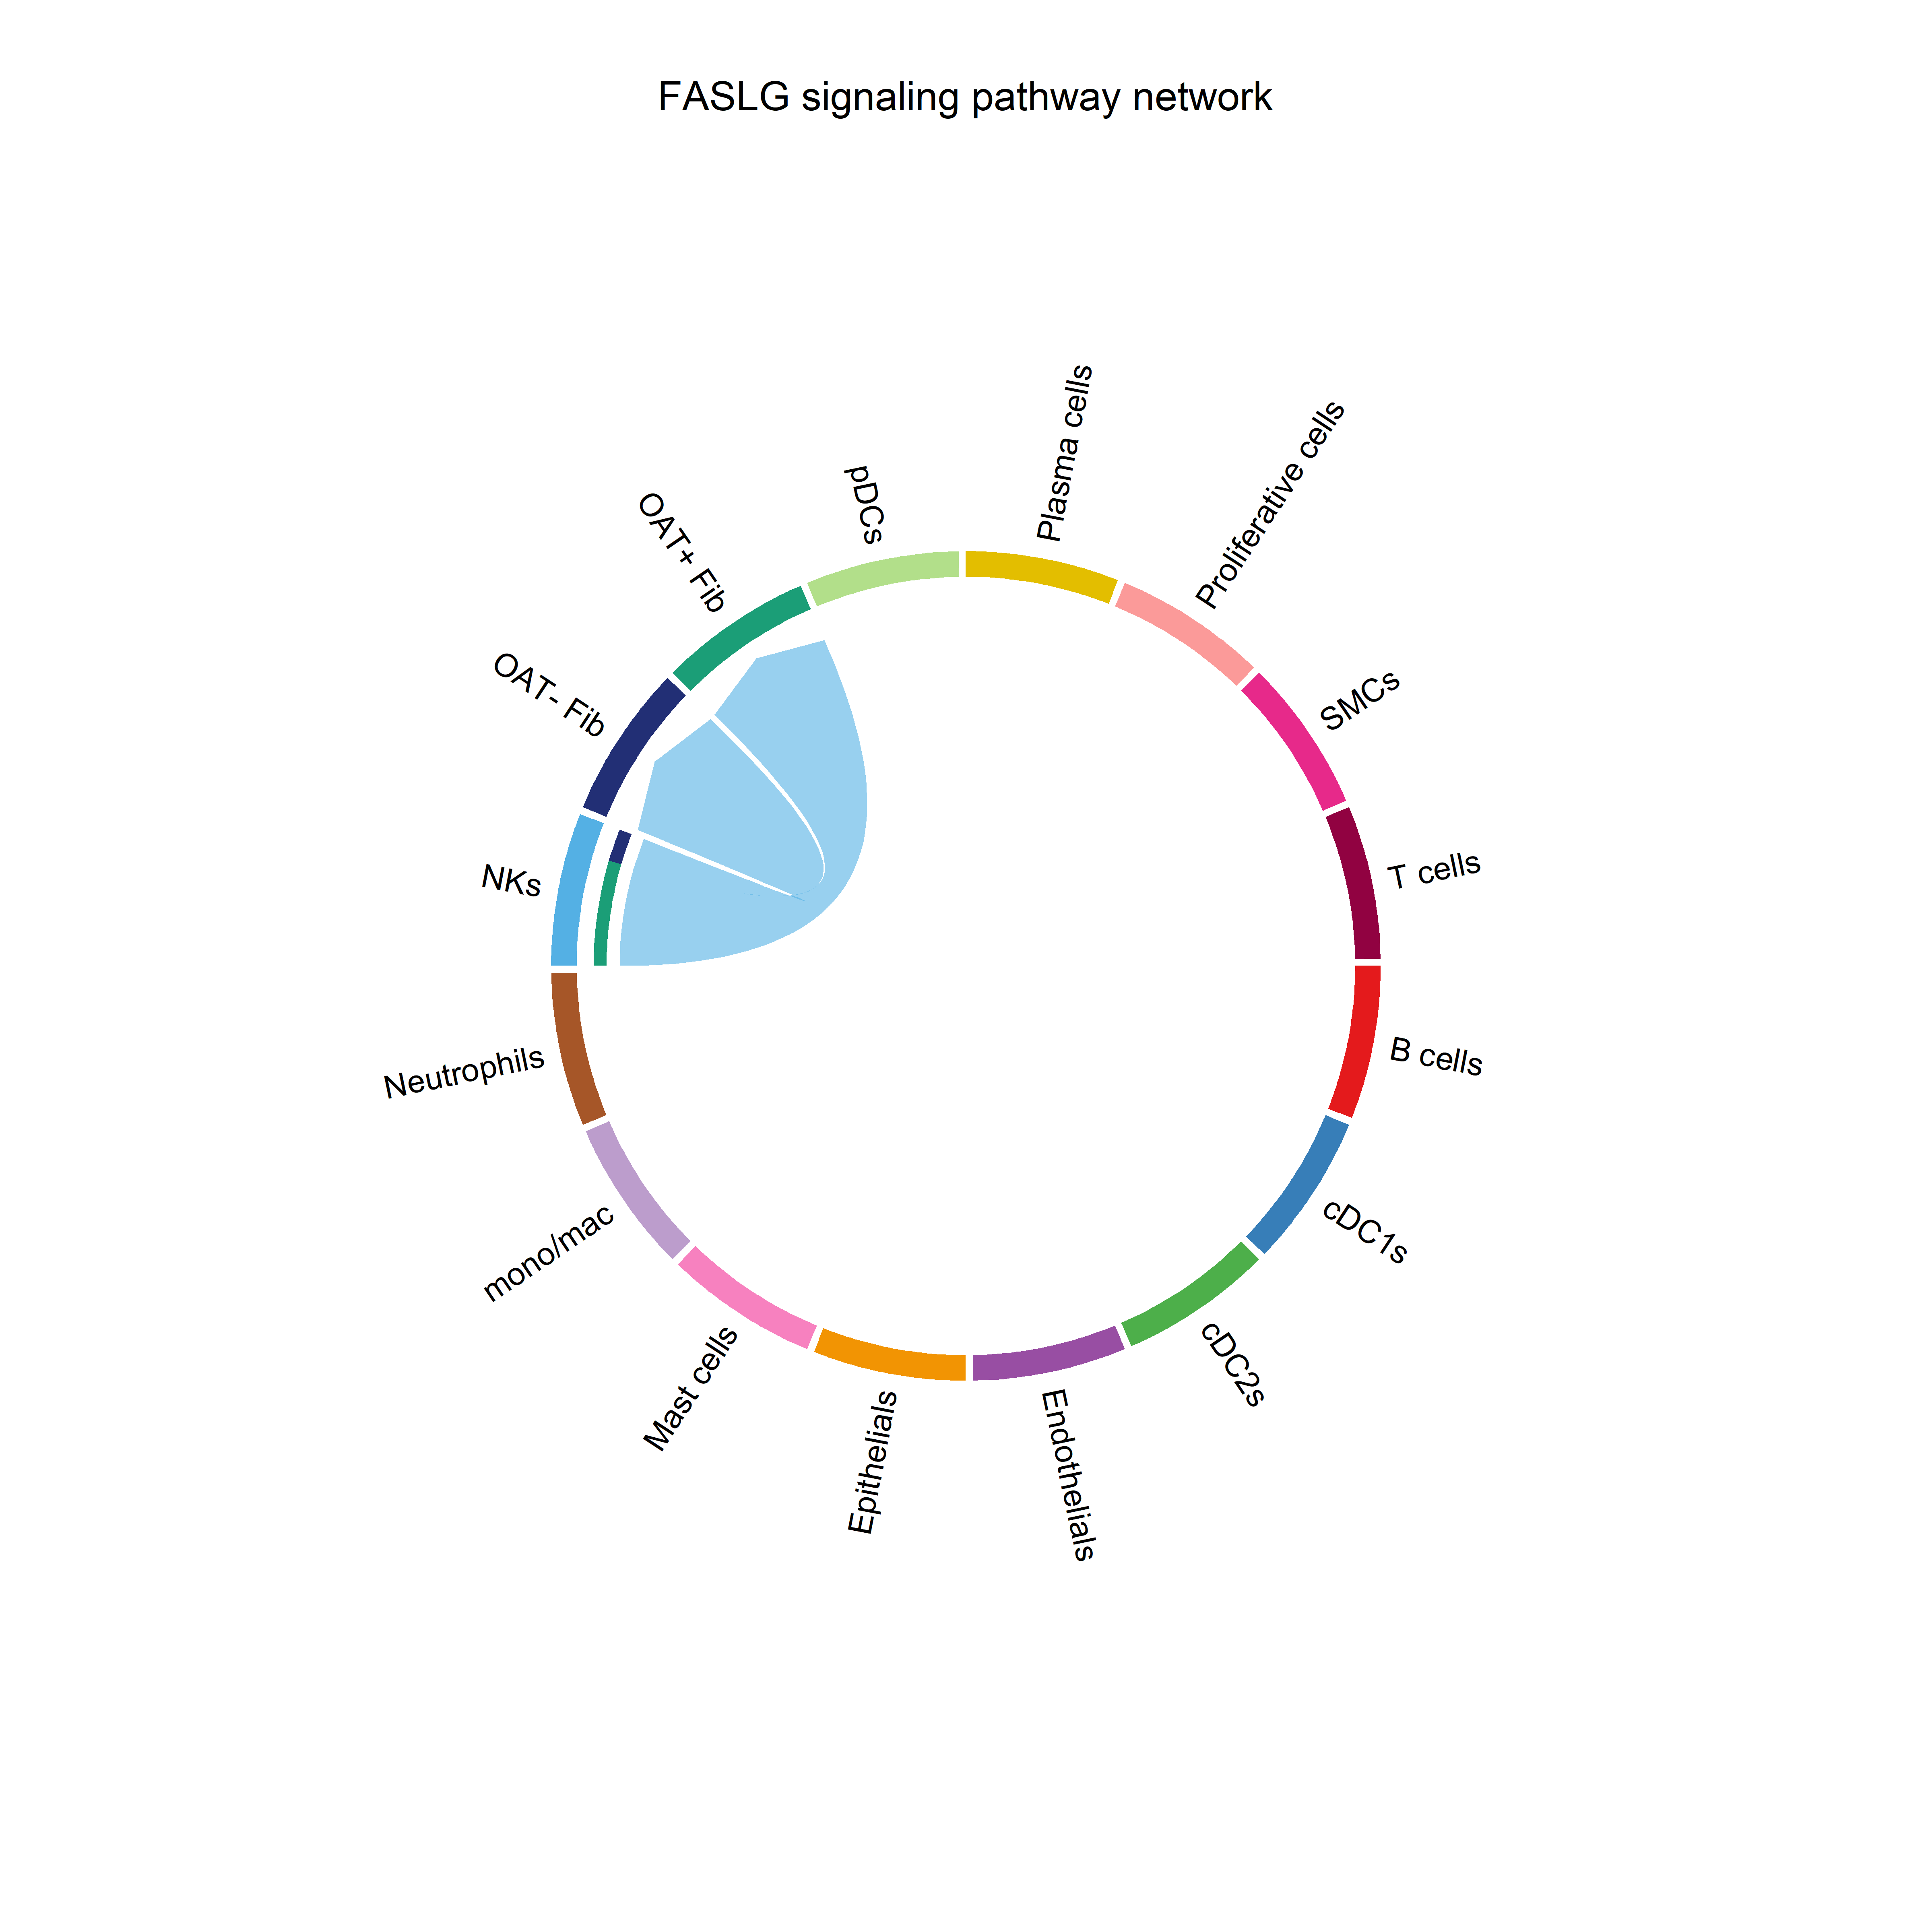 FASLG signaling pathway network
Plasma cells
Proliferative cells
SMCs
T cells
B cells
cDC1s
cDC2s
Endothelials
Epithelials
Mast cells
mono/mac
Neutrophils
NKs
OAT- Fib
OAT+ Fib
pDCs